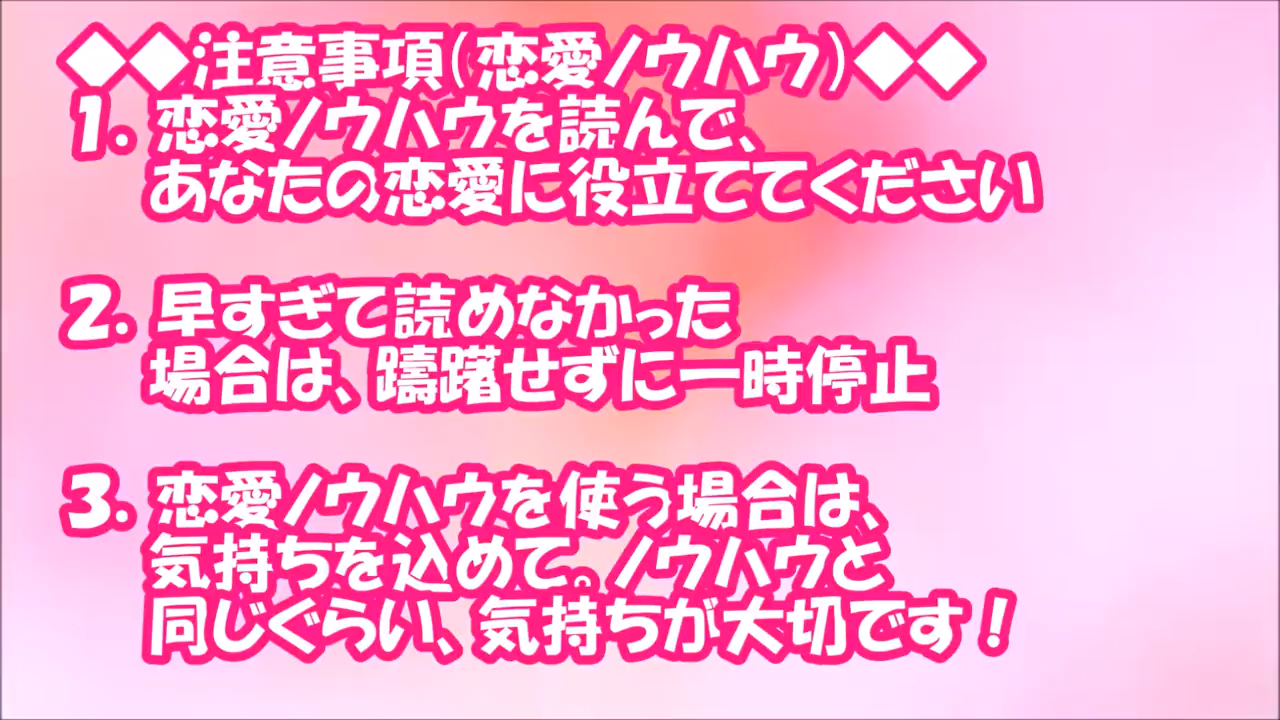 ◆◆注意事項(恋愛ノウハウ)◆◆
1. 恋愛ノウハウを読んで、
あなたの恋愛に役立ててください
2. 早すぎて読めなかった
場合は、躊躇せずに一時停止
3. 恋愛ノウハウを使う場合は、
気持ちを込めて。ノウハウと
同じぐらい、気持ちが大切です!